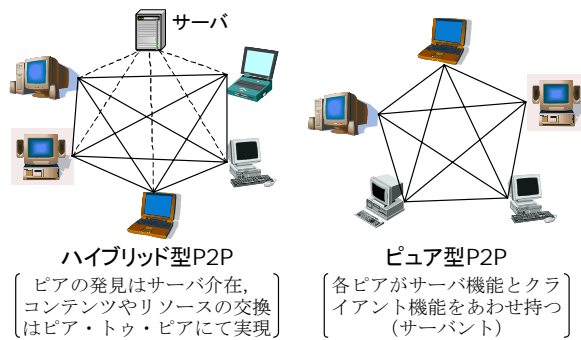 サーバ
ハイブリッド型P2P
ピアの発見はサーバ介在,
コンテンツやリソースの交換
はピア・トゥ・ピアにて実現
ピュア型P2P
各ピアがサーバ機能とクラ
イアント機能をあわせ持つ
(サーバント)